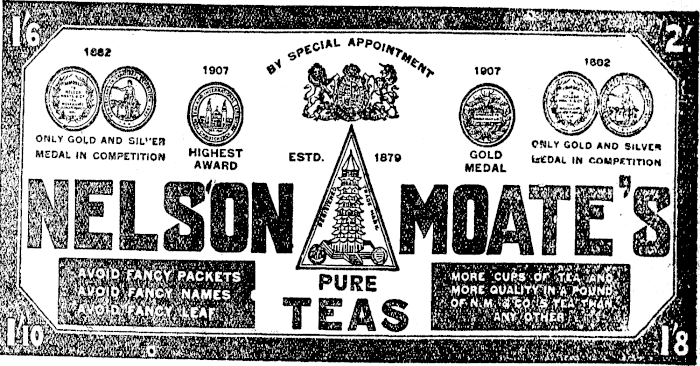 1/6
2/-
BY SPECIAL APPOINTMENT
1882
1907
1907
1882
ONLY GOLD AND SILVER
MEDAL IN COMPETITION
HIGHEST
AWARD
ESTD. 1879
GOLD
MEDAL
ONLY GOLD AND SILVER
MEDAL IN COMPETITION
NELSON MOATE'S
REGISTERED TRADE MARK
PURE
TEAS
AVOID FANCY PACKETS
AVOID FANCY NAMES
AVOID FANCY LEAF
MORE CUPS OF TEA AND
MORE QUALITY IN A POUND
OF N.M. & CO.'S TEA THAN
ANY OTHER
1/10
1/8